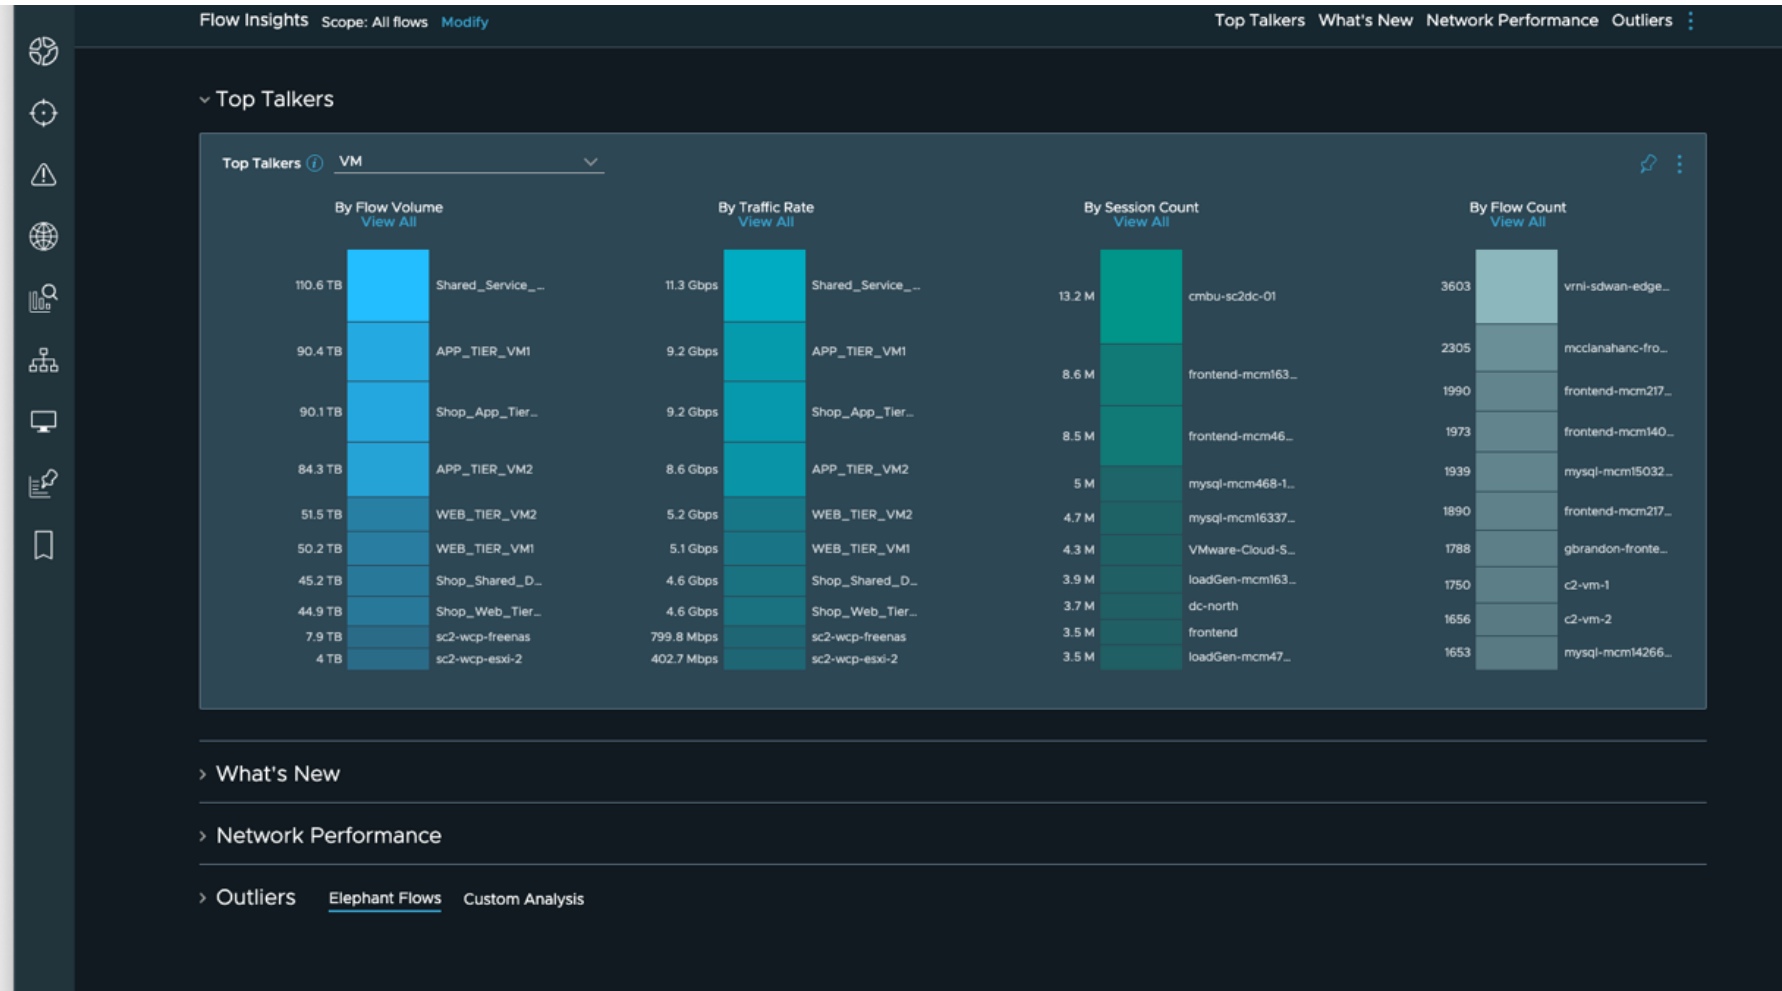 Flow Insights Scope: All flows Modify
Top Talkers What's New Network Performance Outliers
Top Talkers
Top Talkers VM
By Flow Volume
View All
110.6 TB Shared_Service_...
90.4 TB APP_TIER_VM1
90.1 TB Shop_App_Tier...
84.3 TB APP_TIER_VM2
51.5 TB WEB_TIER_VM2
50.2 TB WEB_TIER_VM1
45.2 TB Shop_Shared_D...
44.9 TB Shop_Web_Tier...
7.9 TB sc2-wcp-freenas
4 TB sc2-wcp-esxi-2
By Traffic Rate
View All
11.3 Gbps Shared_Service_...
9.2 Gbps APP_TIER_VM1
9.2 Gbps Shop_App_Tier...
8.6 Gbps APP_TIER_VM2
5.2 Gbps WEB_TIER_VM2
5.1 Gbps WEB_TIER_VM1
4.6 Gbps Shop_Shared_D...
4.6 Gbps Shop_Web_Tier...
799.8 Mbps sc2-wcp-freenas
402.7 Mbps sc2-wcp-esxi-2
By Session Count
View All
13.2 M cmbu-sc2dc-01
8.6 M frontend-mcm163...
8.5 M frontend-mcm46...
5 M mysql-mcm468-1...
4.7 M mysql-mcm16337...
4.3 M VMware-Cloud-S...
3.9 M loadGen-mcm163...
3.7 M dc-north
3.5 M frontend
3.5 M loadGen-mcm47...
By Flow Count
View All
3603 vrni-sdwan-edge...
2305 mcclanahanc-fro...
1990 frontend-mcm217...
1973 frontend-mcm140...
1939 mysql-mcm15032...
1890 frontend-mcm217...
1788 gbrandon-fronte...
1750 c2-vm-1
1656 c2-vm-2
1653 mysql-mcm14266...
What's New
Network Performance
Outliers Elephant Flows Custom Analysis